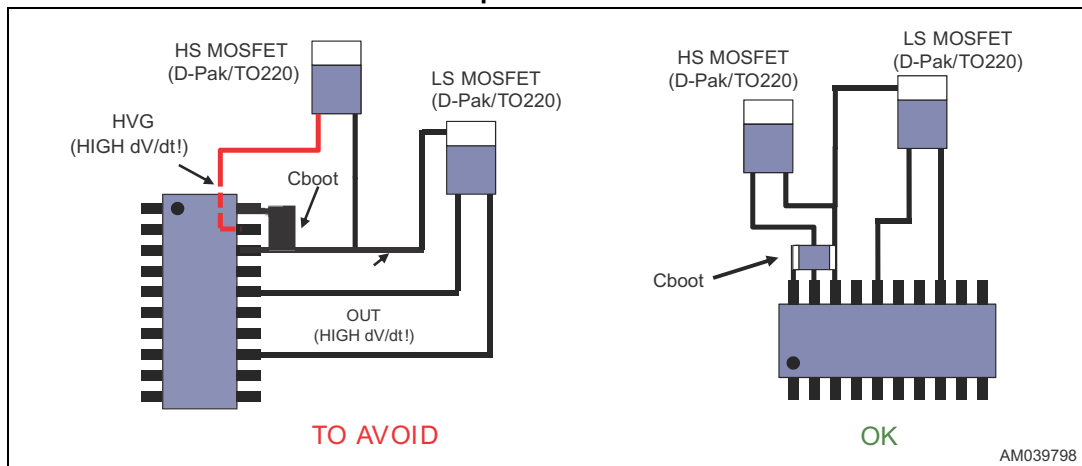 HS MOSFET
(D-Pak/TO220)
LS MOSFET
(D-Pak/TO220)
HVG
(HIGH dV/dt!)
Cboot
OUT
(HIGH dV/dt!)
TO AVOID
HS MOSFET
(D-Pak/TO220)
LS MOSFET
(D-Pak/TO220)
Cboot
OK
AM039798